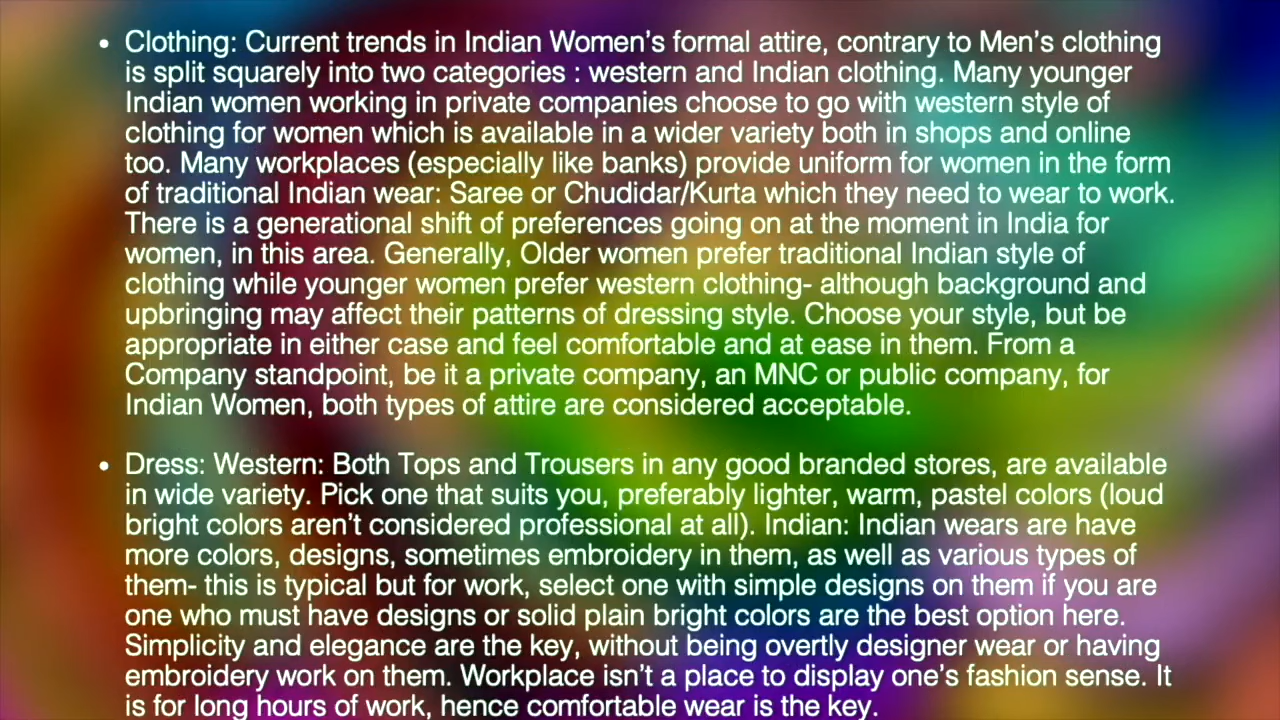 • Clothing: Current trends in Indian Women’s formal attire, contrary to Men’s clothing
is split squarely into two categories : western and Indian clothing. Many younger
Indian women working in private companies choose to go with western style of
clothing for women which is available in a wider variety both in shops and online
too. Many workplaces (especially like banks) provide uniform for women in the form
of traditional Indian wear: Saree or Chudidar/Kurta which they need to wear to work.
There is a generational shift of preferences going on at the moment in India for
women, in this area. Generally, Older women prefer traditional Indian style of
clothing while younger women prefer western clothing- although background and
upbringing may affect their patterns of dressing style. Choose your style, but be
appropriate in either case and feel comfortable and at ease in them. From a
Company standpoint, be it a private company, an MNC or public company, for
Indian Women, both types of attire are considered acceptable.
• Dress: Western: Both Tops and Trousers in any good branded stores, are available
in wide variety. Pick one that suits you, preferably lighter, warm, pastel colors (loud
bright colors aren’t considered professional at all). Indian: Indian wears are have
more colors, designs, sometimes embroidery in them, as well as various types of
them- this is typical but for work, select one with simple designs on them if you are
one who must have designs or solid plain bright colors are the best option here.
Simplicity and elegance are the key, without being overtly designer wear or having
embroidery work on them. Workplace isn’t a place to display one’s fashion sense. It
is for long hours of work, hence comfortable wear is the key.